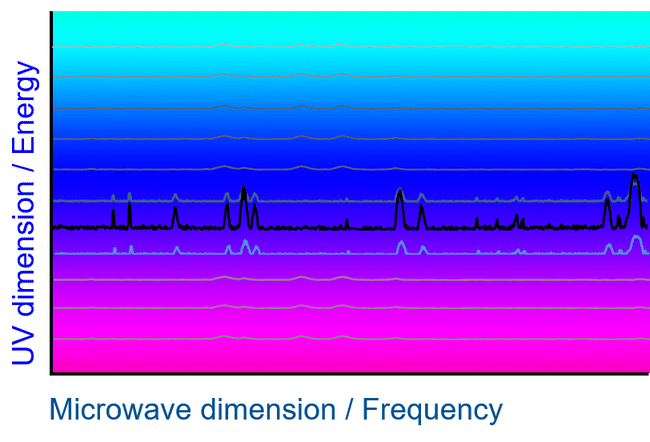 UV dimension / Energy
Microwave dimension / Frequency